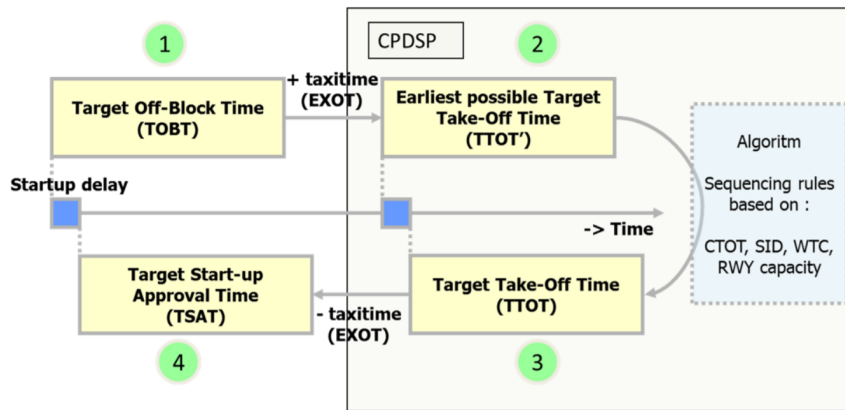 1
CPDSP
2
Target Off-Block Time
(TOBT)
+ taxitime
(EXOT)
Earliest possible Target
Take-Off Time
(TTOT')
Algoritm
Sequencing rules
based on :
CTOT, SID, WTC,
RWY capacity
Startup delay
-> Time
Target Start-up
Approval Time
(TSAT)
- taxitime
(EXOT)
Target Take-Off Time
(TTOT)
4
3